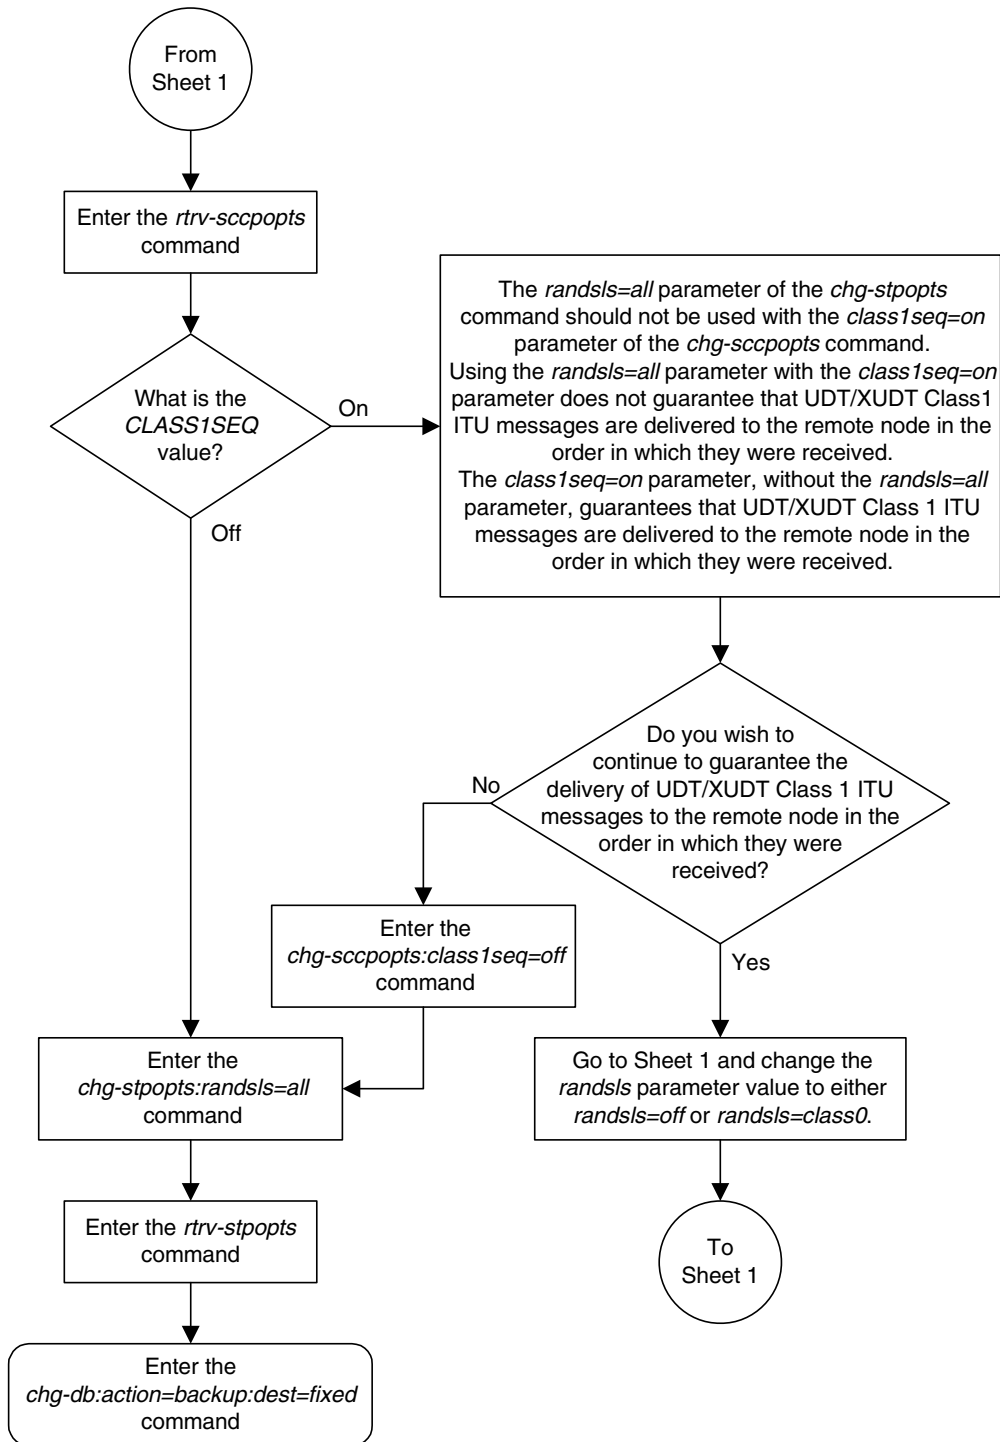 From
Sheet 1
Enter the rtrv-sccpopts
command
What is the
CLASS1SEQ
value?
On
Off
The randsls=all parameter of the chg-stpopts
command should not be used with the class1seq=on
parameter of the chg-sccpopts command.
Using the randsls=all parameter with the class1seq=on
parameter does not guarantee that UDT/XUDT Class1
ITU messages are delivered to the remote node in the
order in which they were received.
The class1seq=on parameter, without the randsls=all
parameter, guarantees that UDT/XUDT Class 1 ITU
messages are delivered to the remote node in the
order in which they were received.
Do you wish to
continue to guarantee the
delivery of UDT/XUDT Class 1 ITU
messages to the remote node in the
order in which they were
received?
No
Yes
Enter the
chg-sccpopts:class1seq=off
command
Enter the
chg-stpopts:randsls=all
command
Go to Sheet 1 and change the
randsls parameter value to either
randsls=off or randsls=class0.
Enter the rtrv-stpopts
command
To
Sheet 1
Enter the
chg-db:action=backup:dest=fixed
command